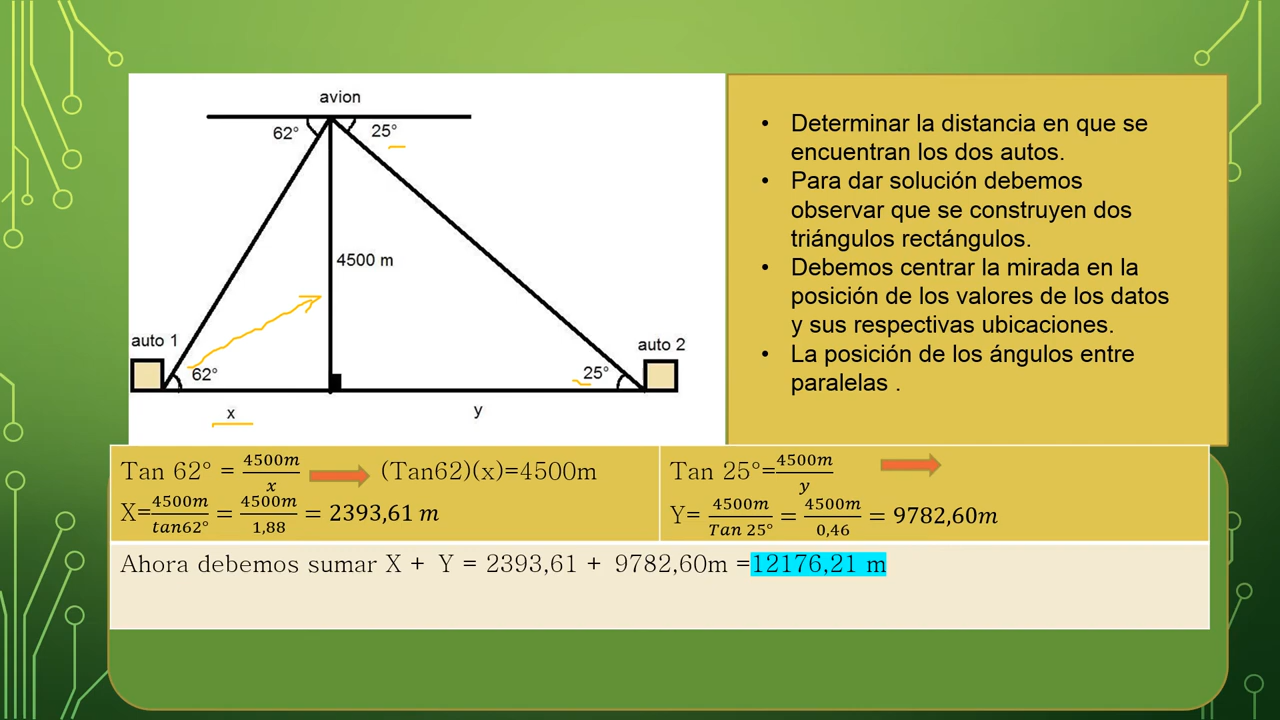 avion
62°
25°
4500 m
auto 1
auto 2
62°
25°
x
y
• Determinar la distancia en que se
encuentran los dos autos.
• Para dar solución debemos
observar que se construyen dos
triángulos rectángulos.
• Debemos centrar la mirada en la
posición de los valores de los datos
y sus respectivas ubicaciones.
• La posición de los ángulos entre
paralelas .
Tan 62° = 4500m/x (Tan62)(x)=4500m
X=4500m/tan62° = 4500m/1,88 = 2393,61 m
Tan 25°=4500m/y
Y= 4500m/Tan 25° = 4500m/0,46 = 9782,60m
Ahora debemos sumar X + Y = 2393,61 + 9782,60m =12176,21 m